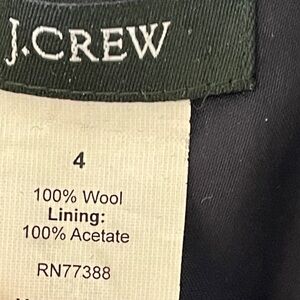 J.CREW
4
100% Wool
Lining:
100% Acetate
RN77388